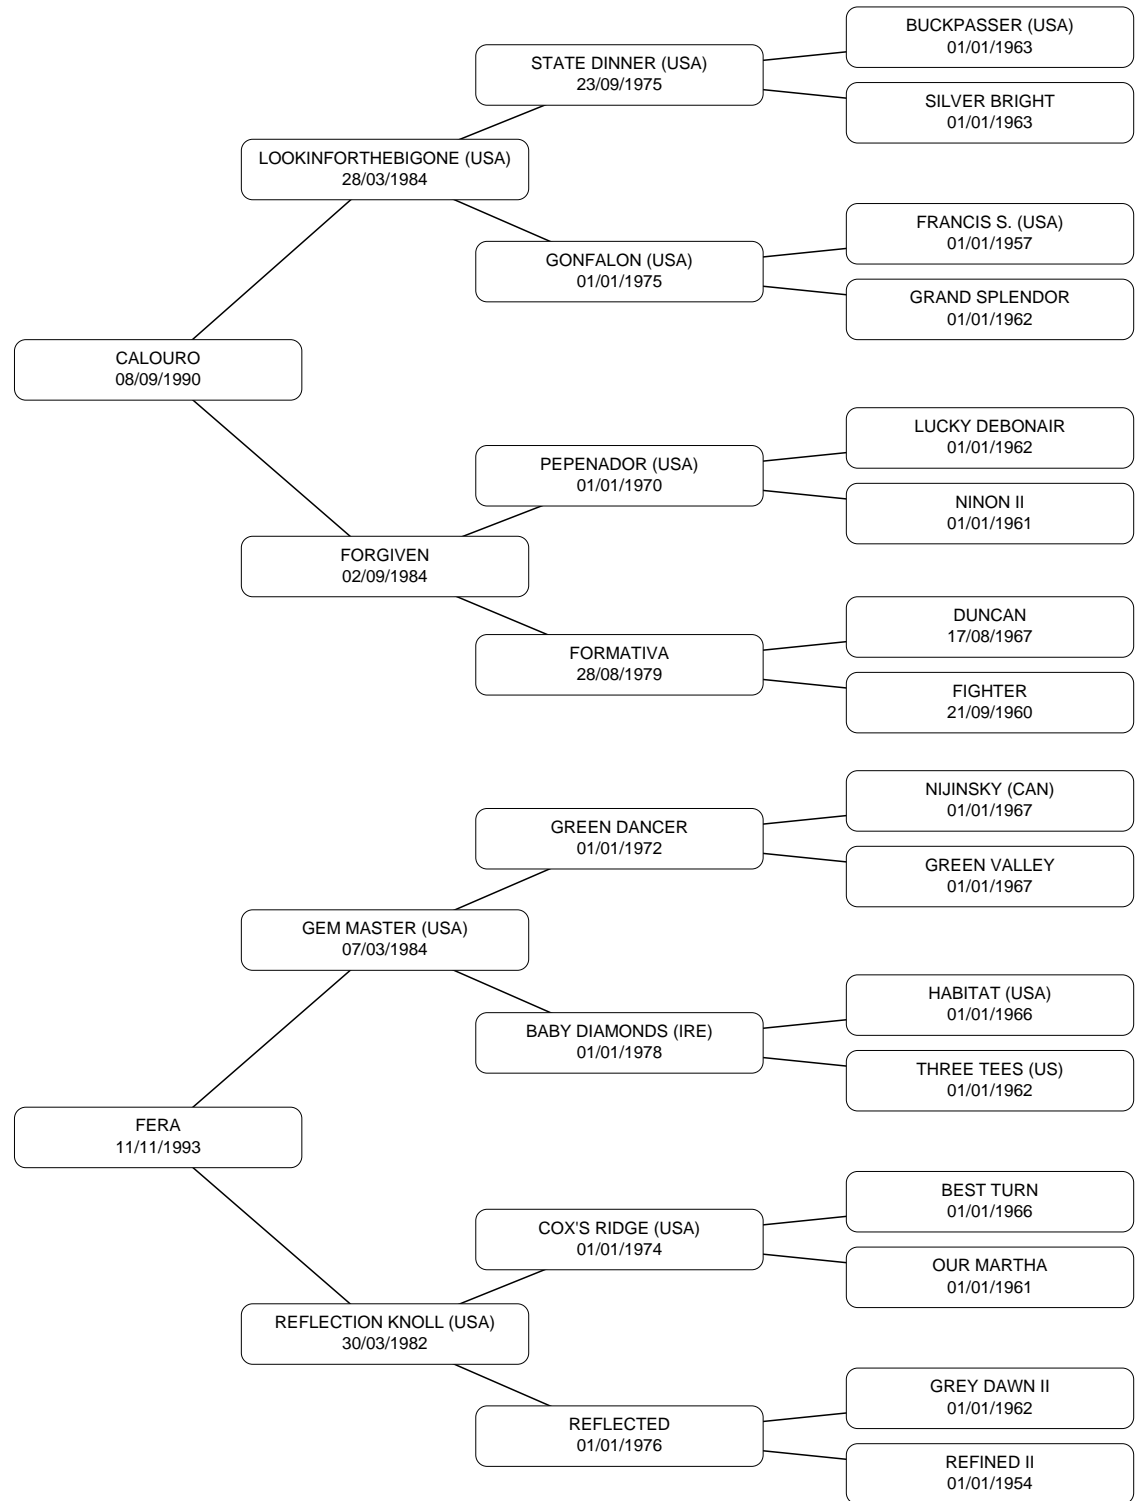 BUCKPASSER (USA)
01/01/1963
STATE DINNER (USA)
23/09/1975
SILVER BRIGHT
01/01/1963
LOOKINFORTHEBIGONE (USA)
28/03/1984
FRANCIS S. (USA)
01/01/1957
GONFALON (USA)
01/01/1975
GRAND SPLENDOR
01/01/1962
CALOURO
08/09/1990
LUCKY DEBONAIR
01/01/1962
PEPENADOR (USA)
01/01/1970
NINON II
01/01/1961
FORGIVEN
02/09/1984
DUNCAN
17/08/1967
FORMATIVA
28/08/1979
FIGHTER
21/09/1960
NIJINSKY (CAN)
01/01/1967
GREEN DANCER
01/01/1972
GREEN VALLEY
01/01/1967
GEM MASTER (USA)
07/03/1984
HABITAT (USA)
01/01/1966
BABY DIAMONDS (IRE)
01/01/1978
THREE TEES (US)
01/01/1962
FERA
11/11/1993
BEST TURN
01/01/1966
COX'S RIDGE (USA)
01/01/1974
OUR MARTHA
01/01/1961
REFLECTION KNOLL (USA)
30/03/1982
GREY DAWN II
01/01/1962
REFLECTED
01/01/1976
REFINED II
01/01/1954